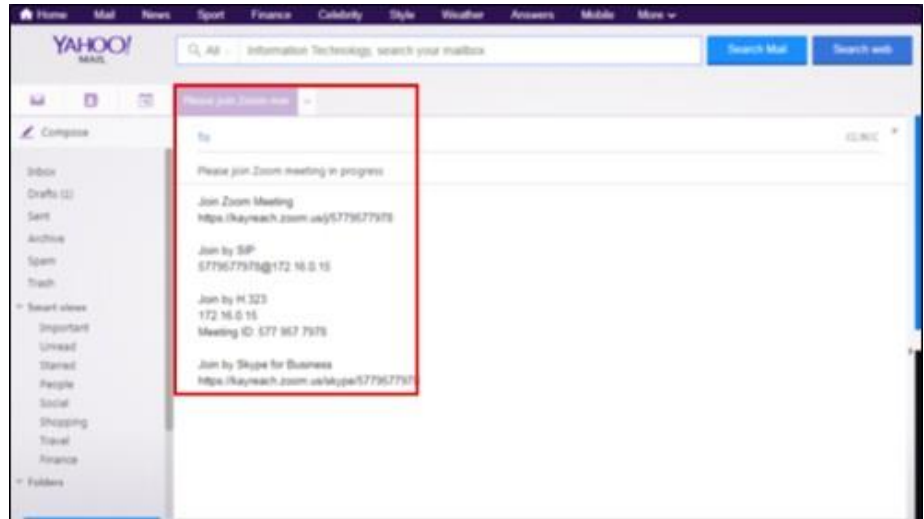 Home Mail News Sport Finance Celebrity Style Weather Answers Mobile More
YAHOO!
MAIL
All Information Technology, search your mailbox
Search Mail Search web
Please join Zoom mee
Compose
To
CC/BCC
Please join Zoom meeting in progress
Inbox
Drafts (1)
Sent
Archive
Spam
Trash
Smart views
Important
Unread
Starred
People
Social
Shopping
Travel
Finance
Folders
Join Zoom Meeting
https://kayreach.zoom.us/j/5779577978
Join by SIP
5779577978@172.16.0.15
Join by H.323
172.16.0.15
Meeting ID: 577 957 7978
Join by Skype for Business
https://kayreach.zoom.us/skype/5779577978